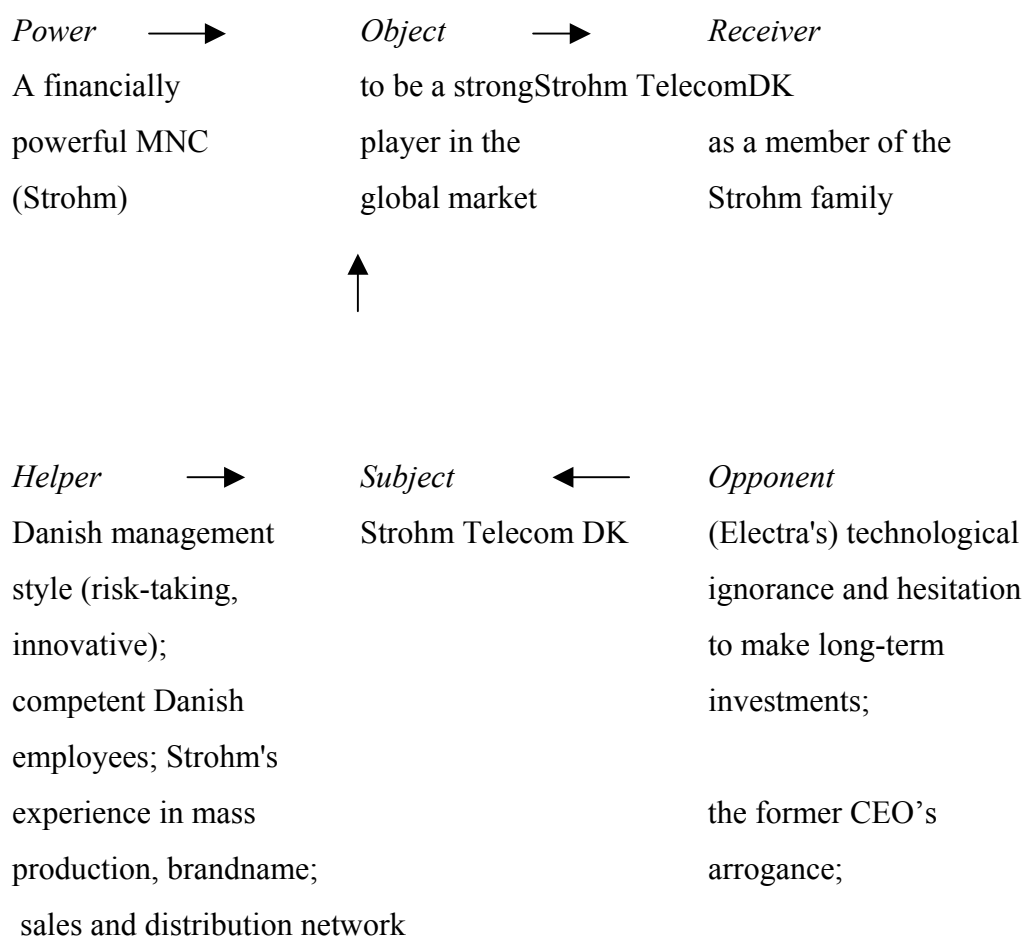 Power Object Receiver
A financially to be a strongStrohm TelecomDK
powerful MNC player in the as a member of the
(Strohm) global market Strohm family
Helper Subject Opponent
Danish management Strohm Telecom DK (Electra's) technological
style (risk-taking, ignorance and hesitation
innovative); to make long-term
competent Danish investments;
employees; Strohm's
experience in mass the former CEO’s
production, brandname; arrogance;
sales and distribution network